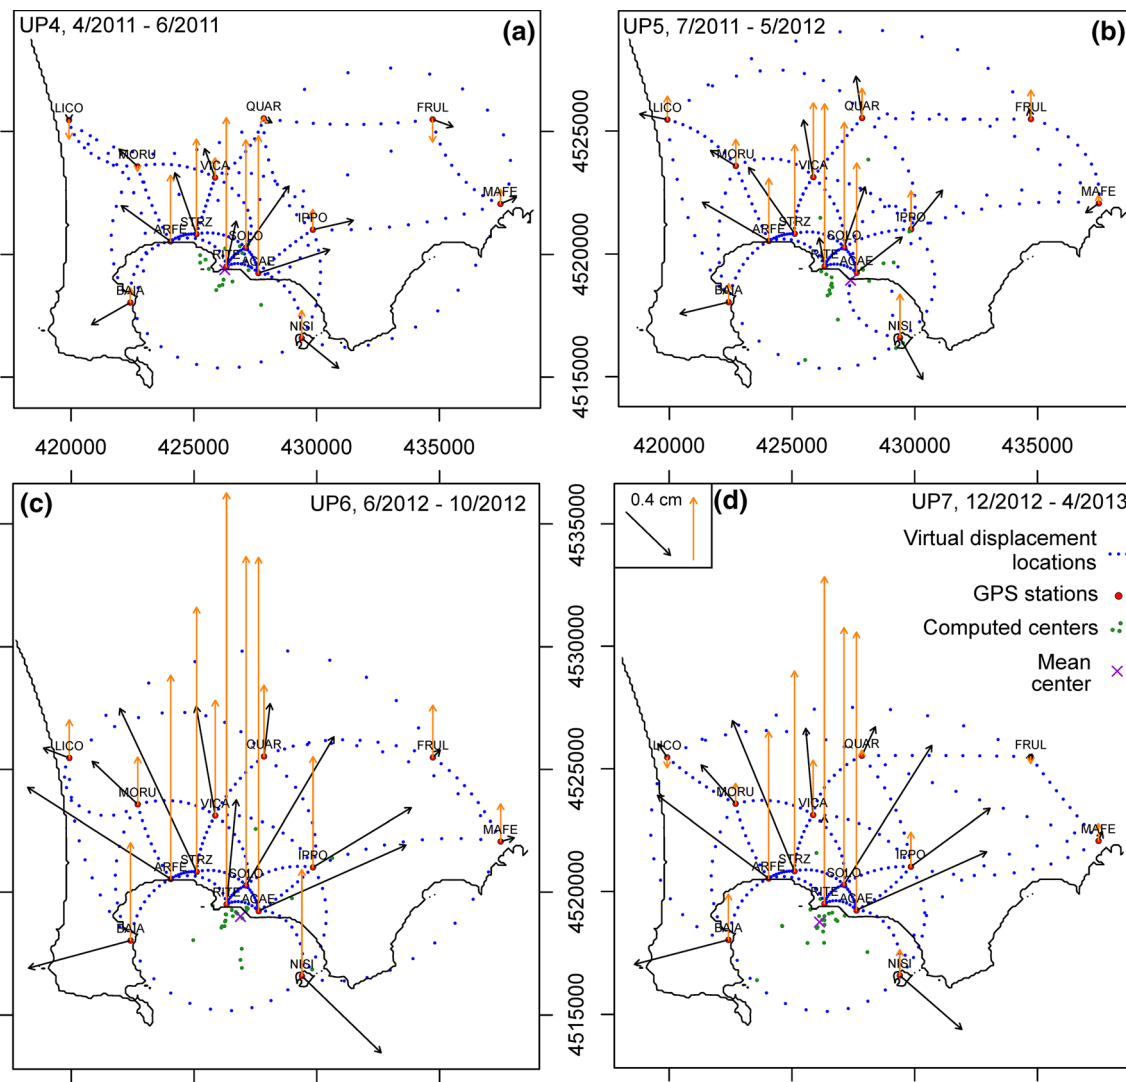 UP4, 4/2011 - 6/2011
(a)
LICO
QUAR
FRUL
MORU
VICA
MAFE
STRZ
IPPO
ARFE
SOLO
RITE
ACAE
BAIA
NISI
UP5, 7/2011 - 5/2012
(b)
LICO
QUAR
FRUL
MORU
VICA
MAFE
STRZ
IPPO
ARFE
SOLO
RITE
ACAE
BAIA
NISI
4525000
4520000
4515000
420000
425000
430000
435000
420000
425000
430000
435000
(c)
UP6, 6/2012 - 10/2012
LICO
QUAR
FRUL
MORU
VICA
MAFE
STRZ
IPPO
ARFE
SOLO
RITE
ACAE
BAIA
NISI
4535000
4530000
4525000
4520000
4515000
0.4 cm
(d)
UP7, 12/2012 - 4/2013
Virtual displacement
locations
GPS stations
Computed centers
Mean
center
LICO
QUAR
FRUL
MORU
VICA
MAFE
STRZ
IPPO
ARFE
SOLO
RITE
ACAE
BAIA
NISI